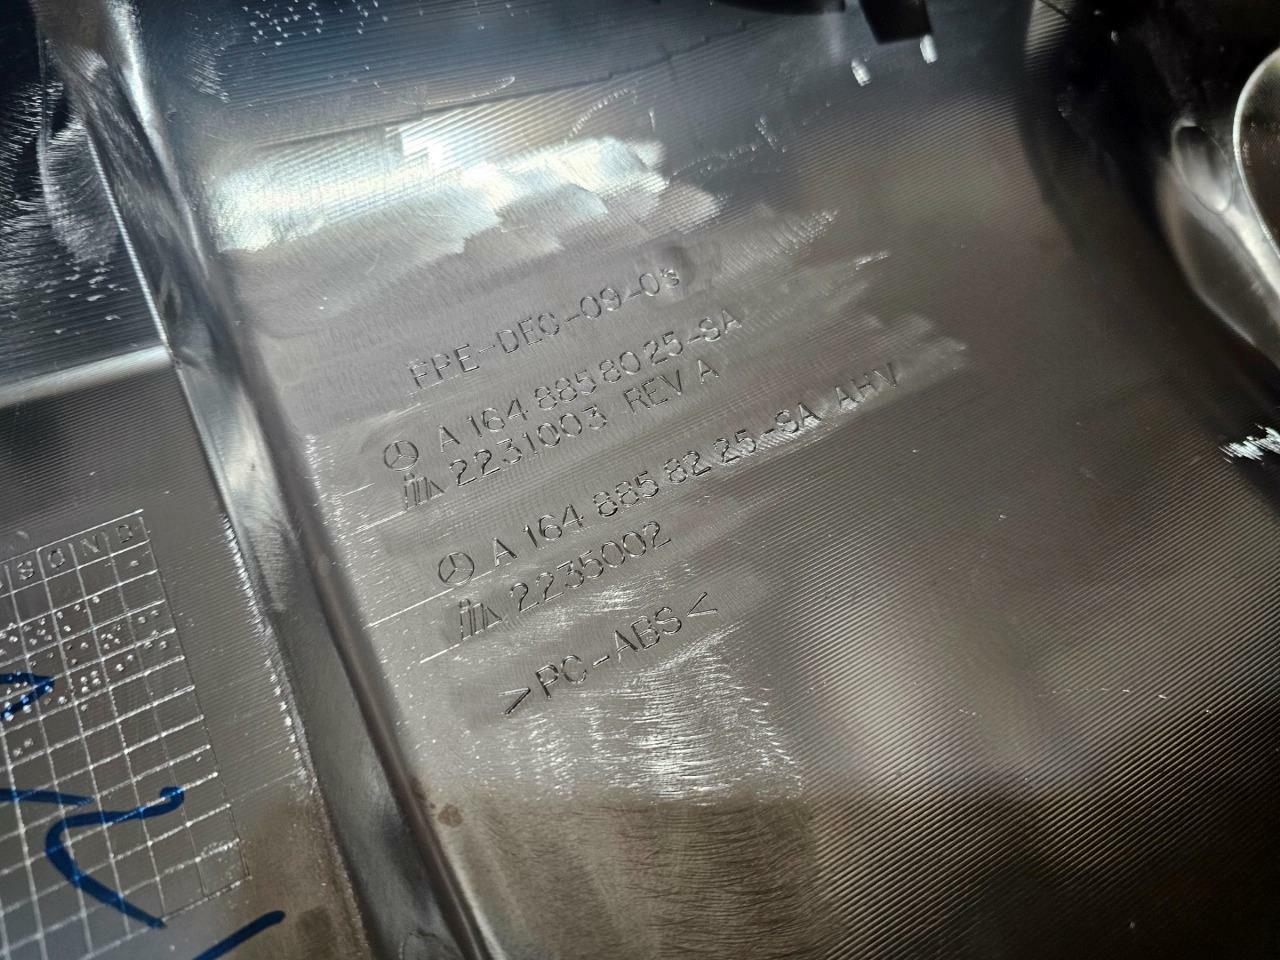 FPE-DEC-09-03
A 164 885 80 25-SA
2231003 REV A
A 164 885 82 25-SA AHV
2235002
>PC-ABS<
S O N D